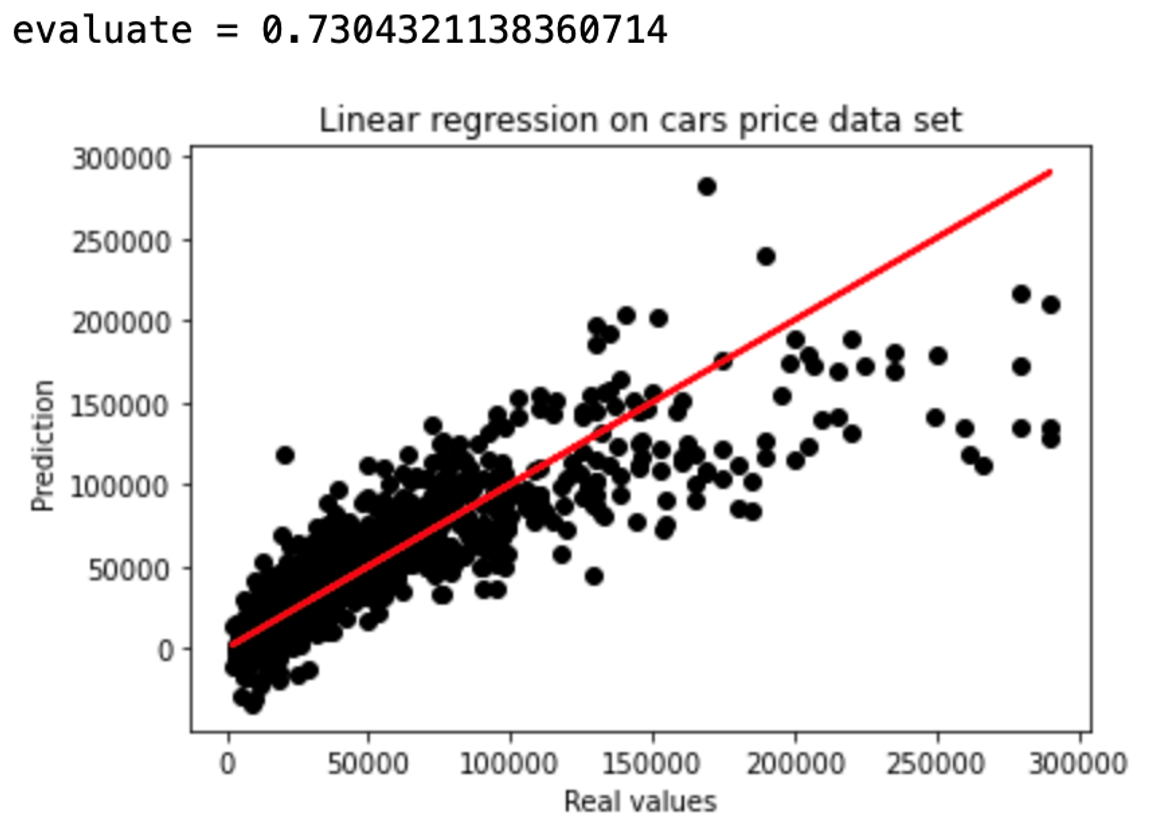 evaluate = 0.7304321138360714
Linear regression on cars price data set
300000
250000
200000
150000
100000
50000
0
Prediction
0 50000 100000 150000 200000 250000 300000
Real values